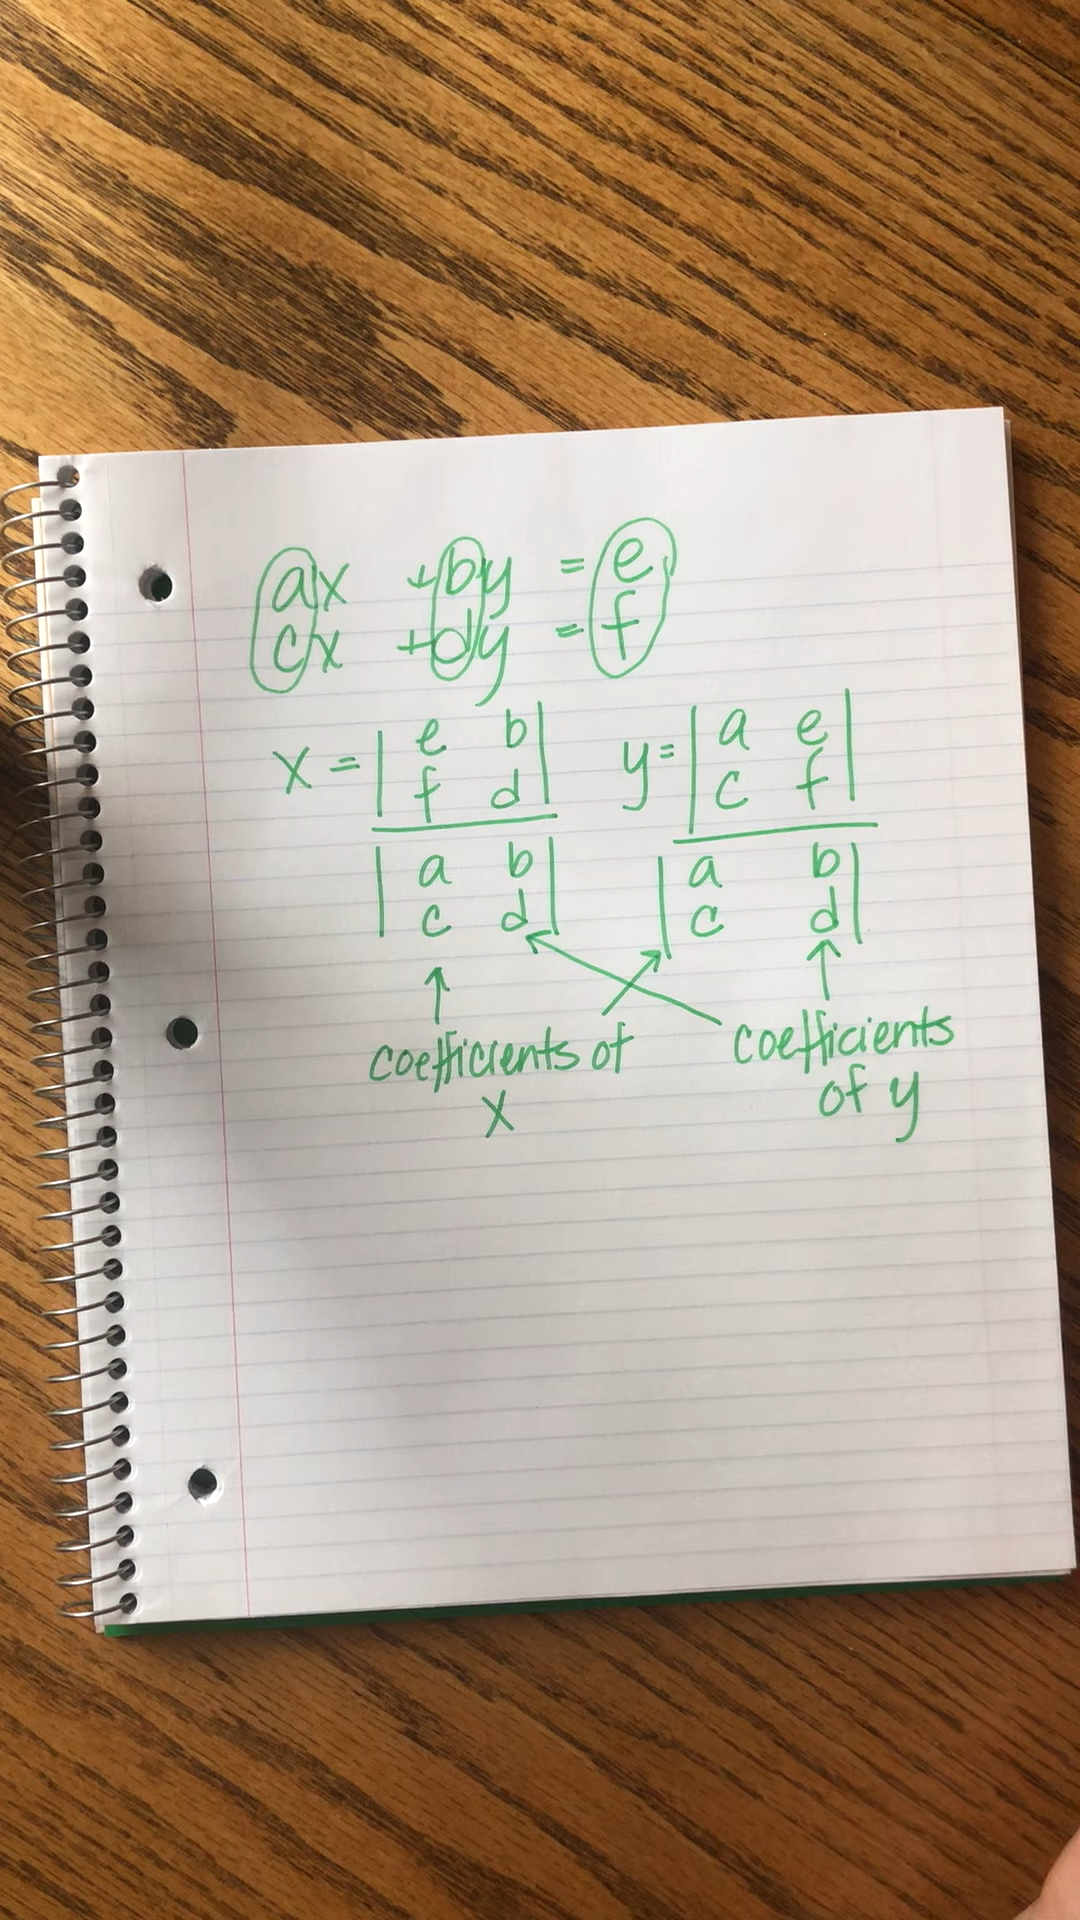 ax +by = e
cx +dy = f
x = | e b | y = | a e |
| f d | | c f |
| a b | | a b |
| c d | | c d |
coefficients of x
coefficients of y